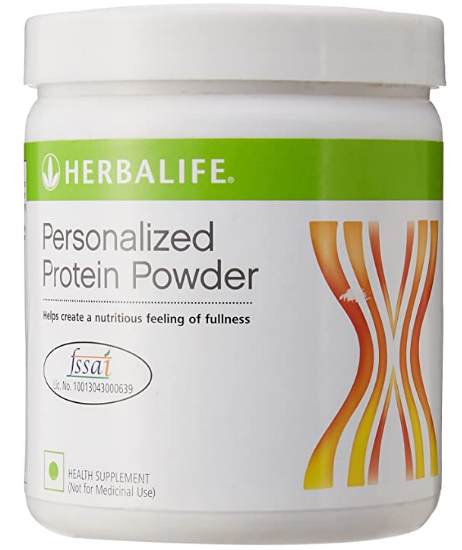 HERBALIFE®
Personalized
Protein Powder
Helps create a nutritious feeling of fullness
fssai
Lic. No. 10013043000639
HEALTH SUPPLEMENT
(Not for Medicinal Use)